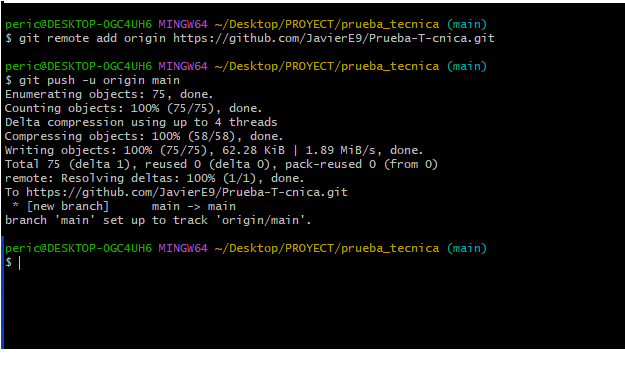 peric@DESKTOP-OGC4UH6 MINGW64 ~/Desktop/PROYECT/prueba_tecnica (main)
$ git remote add origin https://github.com/JavierE9/Prueba-T-cnica.git
peric@DESKTOP-OGC4UH6 MINGW64 ~/Desktop/PROYECT/prueba_tecnica (main)
$ git push -u origin main
Enumerating objects: 75, done.
Counting objects: 100% (75/75), done.
Delta compression using up to 4 threads
Compressing objects: 100% (58/58), done.
Writing objects: 100% (75/75), 62.28 KiB | 1.89 MiB/s, done.
Total 75 (delta 1), reused 0 (delta 0), pack-reused 0 (from 0)
remote: Resolving deltas: 100% (1/1), done.
To https://github.com/JavierE9/Prueba-T-cnica.git
 * [new branch]      main -> main
branch 'main' set up to track 'origin/main'.
peric@DESKTOP-OGC4UH6 MINGW64 ~/Desktop/PROYECT/prueba_tecnica (main)
$